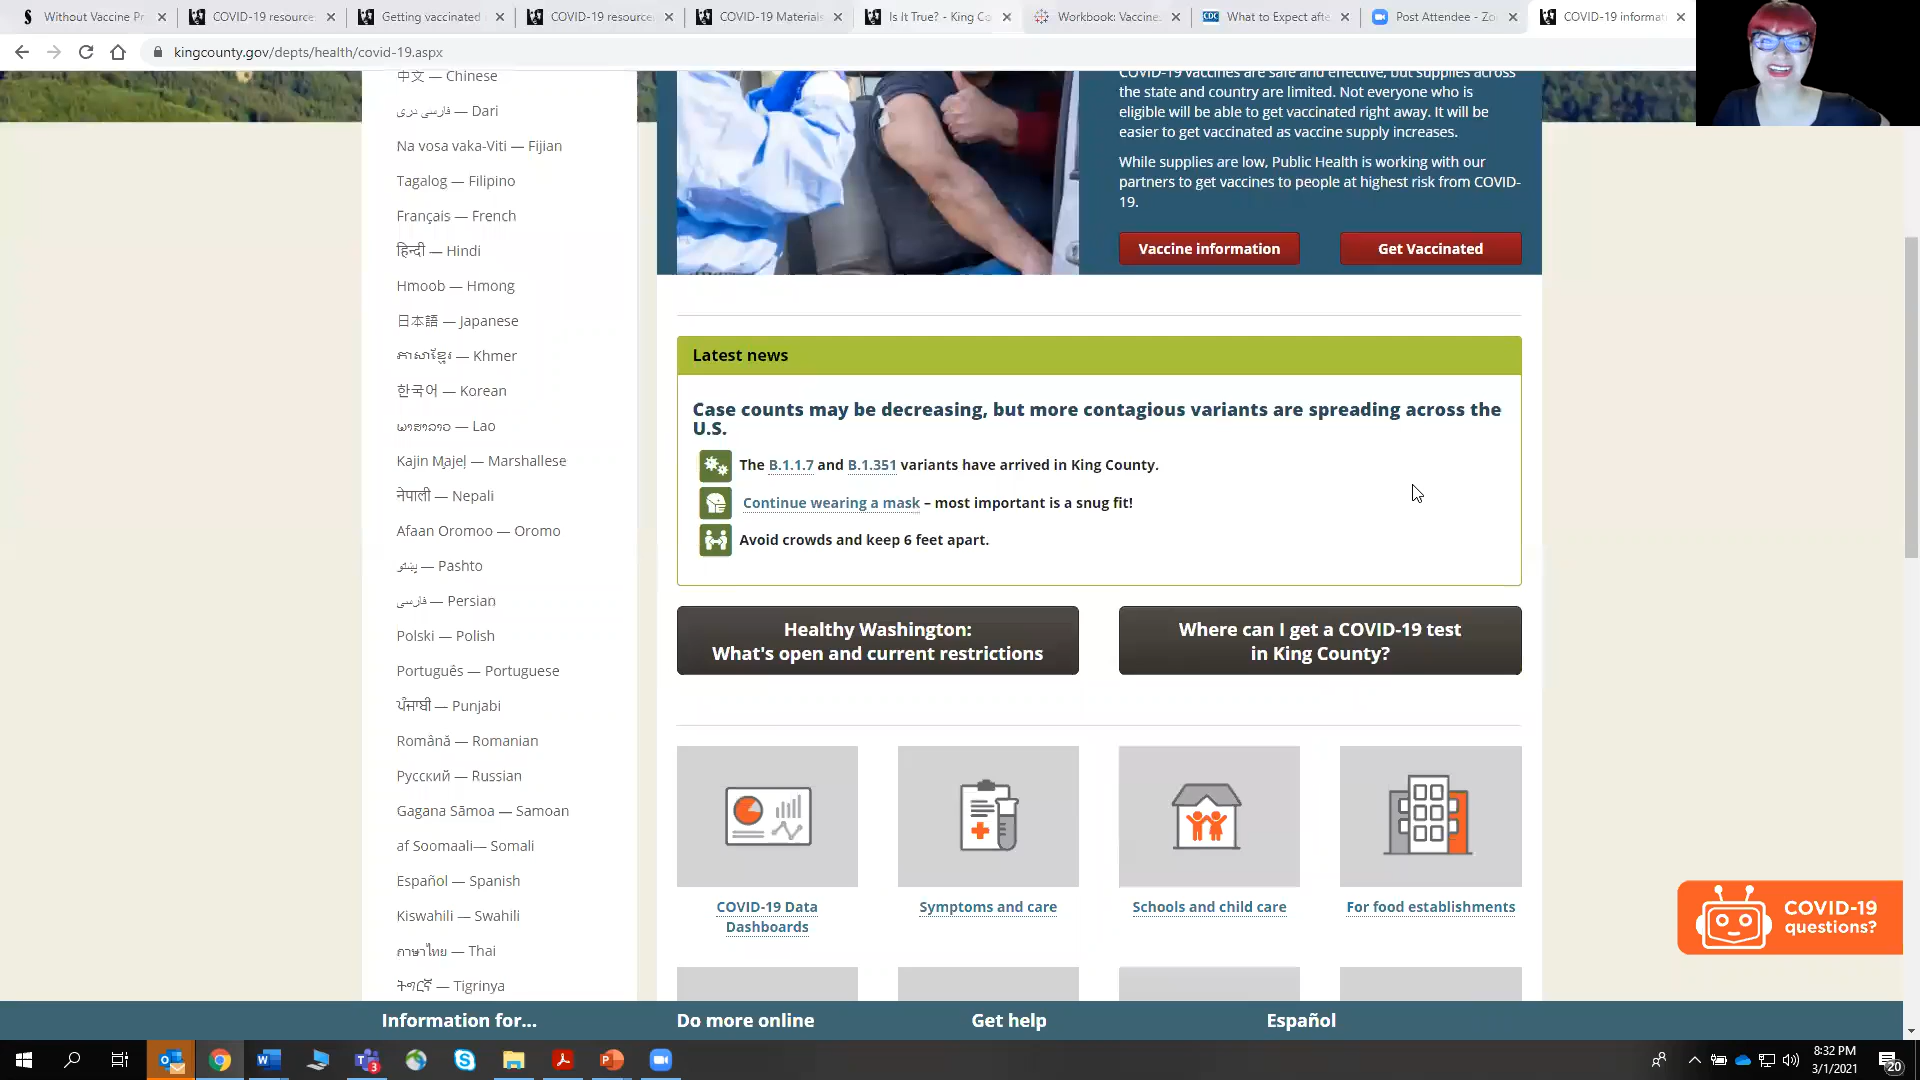 Without Vaccine Pr
COVID-19 resource
Getting vaccinated
COVID-19 resource
COVID-19 Materials
Is It True? - King Co
Workbook: Vaccine
CDC
What to Expect afte
Post Attendee - Zo
COVID-19 informat
kingcounty.gov/depts/health/covid-19.aspx
中文 — Chinese
دری فارسی — Dari
Na vosa vaka-Viti — Fijian
Tagalog — Filipino
Français — French
हिन्दी — Hindi
Hmoob — Hmong
日本語 — Japanese
ភាសាខ្មែរ — Khmer
한국어 — Korean
ພາສາລາວ — Lao
Kajin Majeļ — Marshallese
नेपाली — Nepali
Afaan Oromoo — Oromo
پښتو — Pashto
فارسی — Persian
Polski — Polish
Português — Portuguese
ਪੰਜਾਬੀ — Punjabi
Română — Romanian
Русский — Russian
Gagana Sāmoa — Samoan
af Soomaali— Somali
Español — Spanish
Kiswahili — Swahili
ภาษาไทย — Thai
ትግርኛ — Tigrinya
COVID-19 vaccines are safe and effective, but supplies across
the state and country are limited. Not everyone who is
eligible will be able to get vaccinated right away. It will be
easier to get vaccinated as vaccine supply increases.
While supplies are low, Public Health is working with our
partners to get vaccines to people at highest risk from COVID-
19.
Vaccine information
Get Vaccinated
Latest news
Case counts may be decreasing, but more contagious variants are spreading across the
U.S.
The B.1.1.7 and B.1.351 variants have arrived in King County.
Continue wearing a mask – most important is a snug fit!
Avoid crowds and keep 6 feet apart.
Healthy Washington:
What's open and current restrictions
Where can I get a COVID-19 test
in King County?
COVID-19 Data
Dashboards
Symptoms and care
Schools and child care
For food establishments
COVID-19
questions?
Information for...
Do more online
Get help
Español
3
8:32 PM
3/1/2021
20